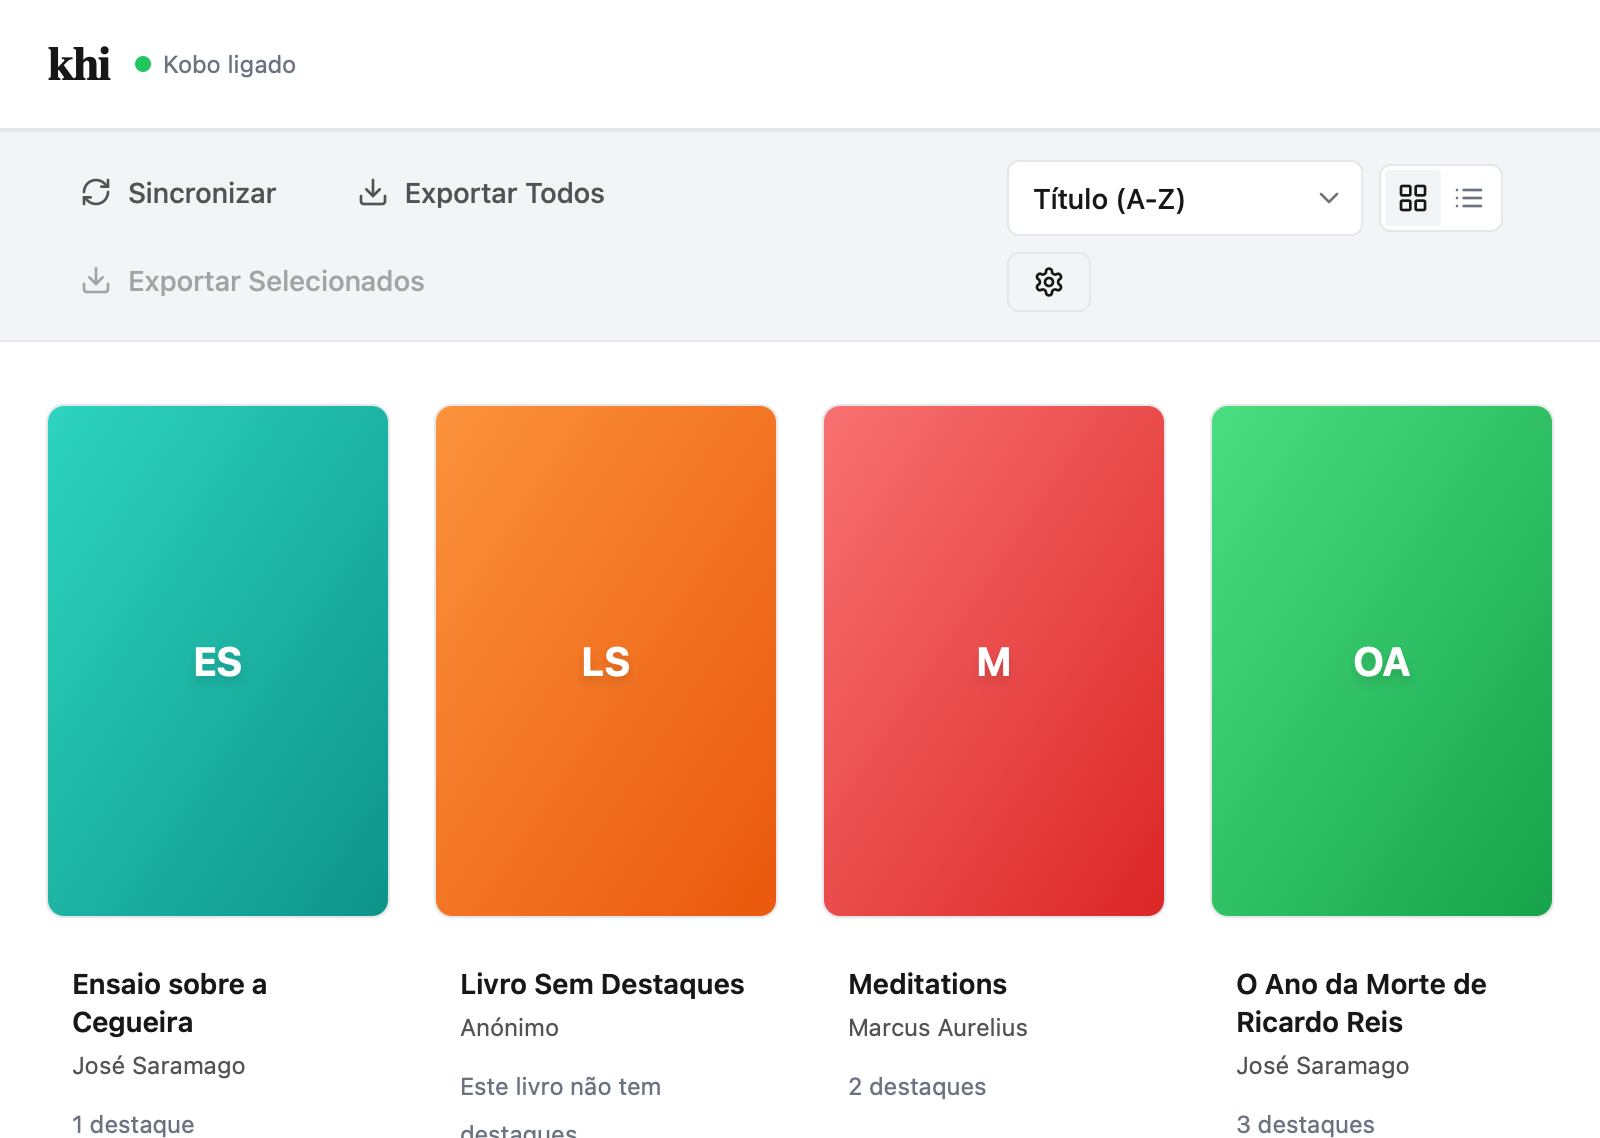 khi
Kobo ligado
Sincronizar
Exportar Todos
Título (A-Z)
Exportar Selecionados
ES
LS
M
OA
Ensaio sobre a
Cegueira
José Saramago
1 destaque
Livro Sem Destaques
Anónimo
Este livro não tem
destaques
Meditations
Marcus Aurelius
2 destaques
O Ano da Morte de
Ricardo Reis
José Saramago
3 destaques